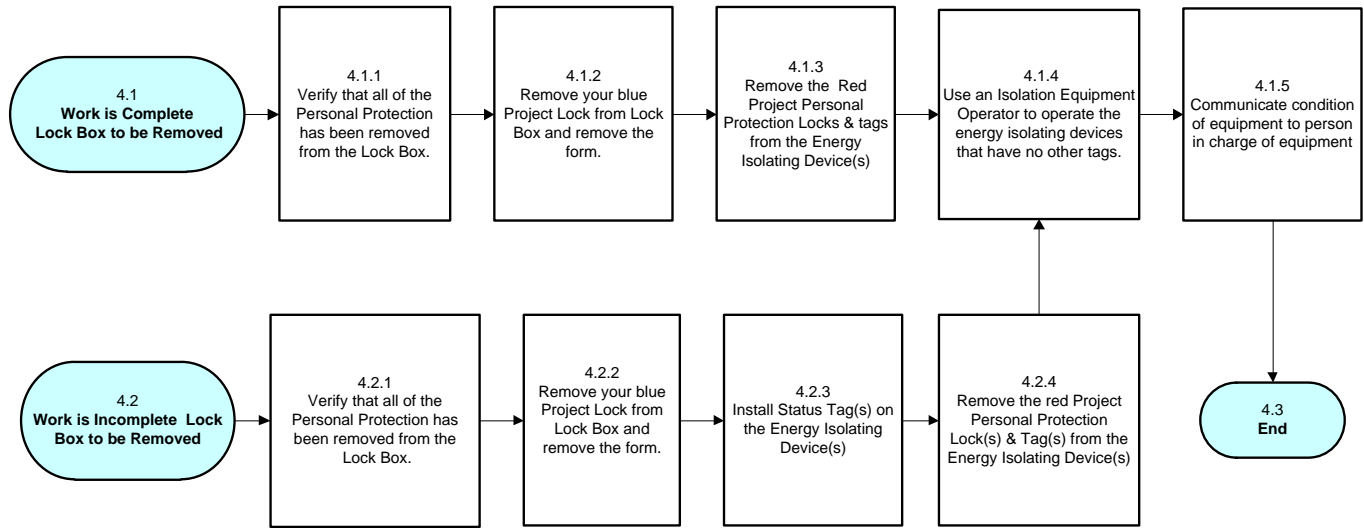 4.1
Work is Complete
Lock Box to be Removed
4.1.1
Verify that all of the
Personal Protection
has been removed
from the Lock Box.
4.1.2
Remove your blue
Project Lock from Lock
Box and remove the
form.
4.1.3
Remove the  Red
Project Personal
Protection Locks & tags
from the Energy
Isolating Device(s)
4.1.4
Use an Isolation Equipment
Operator to operate the
energy isolating devices
that have no other tags.
4.1.5
Communicate condition
of equipment to person
in charge of equipment
4.2
Work is Incomplete  Lock
Box to be Removed
4.2.1
Verify that all of the
Personal Protection has
been removed from the
Lock Box.
4.2.2
Remove your blue
Project Lock from
Lock Box and
remove the form.
4.2.3
Install Status Tag(s) on
the Energy Isolating
Device(s)
4.2.4
Remove the red Project
Personal Protection
Lock(s) & Tag(s) from the
Energy Isolating Device(s)
4.3
End